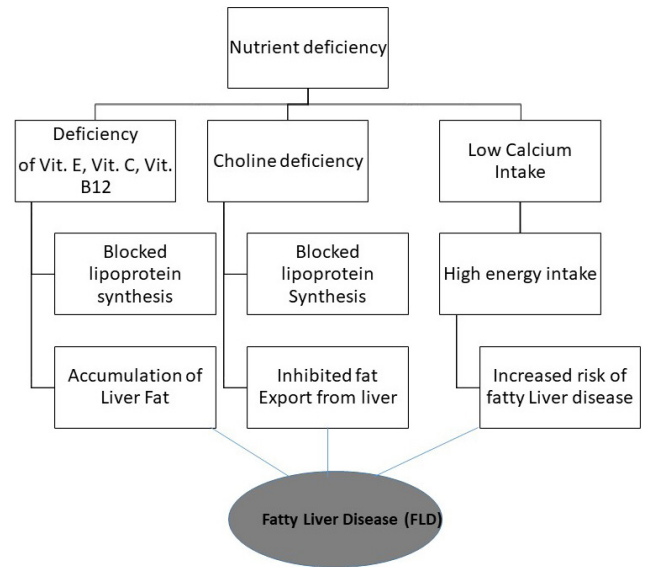 Nutrient deficiency
Deficiency
of Vit. E, Vit. C, Vit.
B12
Choline deficiency
Low Calcium
Intake
Blocked
lipoprotein
synthesis
Blocked
lipoprotein
Synthesis
High energy intake
Accumulation of
Liver Fat
Inhibited fat
Export from liver
Increased risk of
fatty Liver disease
Fatty Liver Disease (FLD)